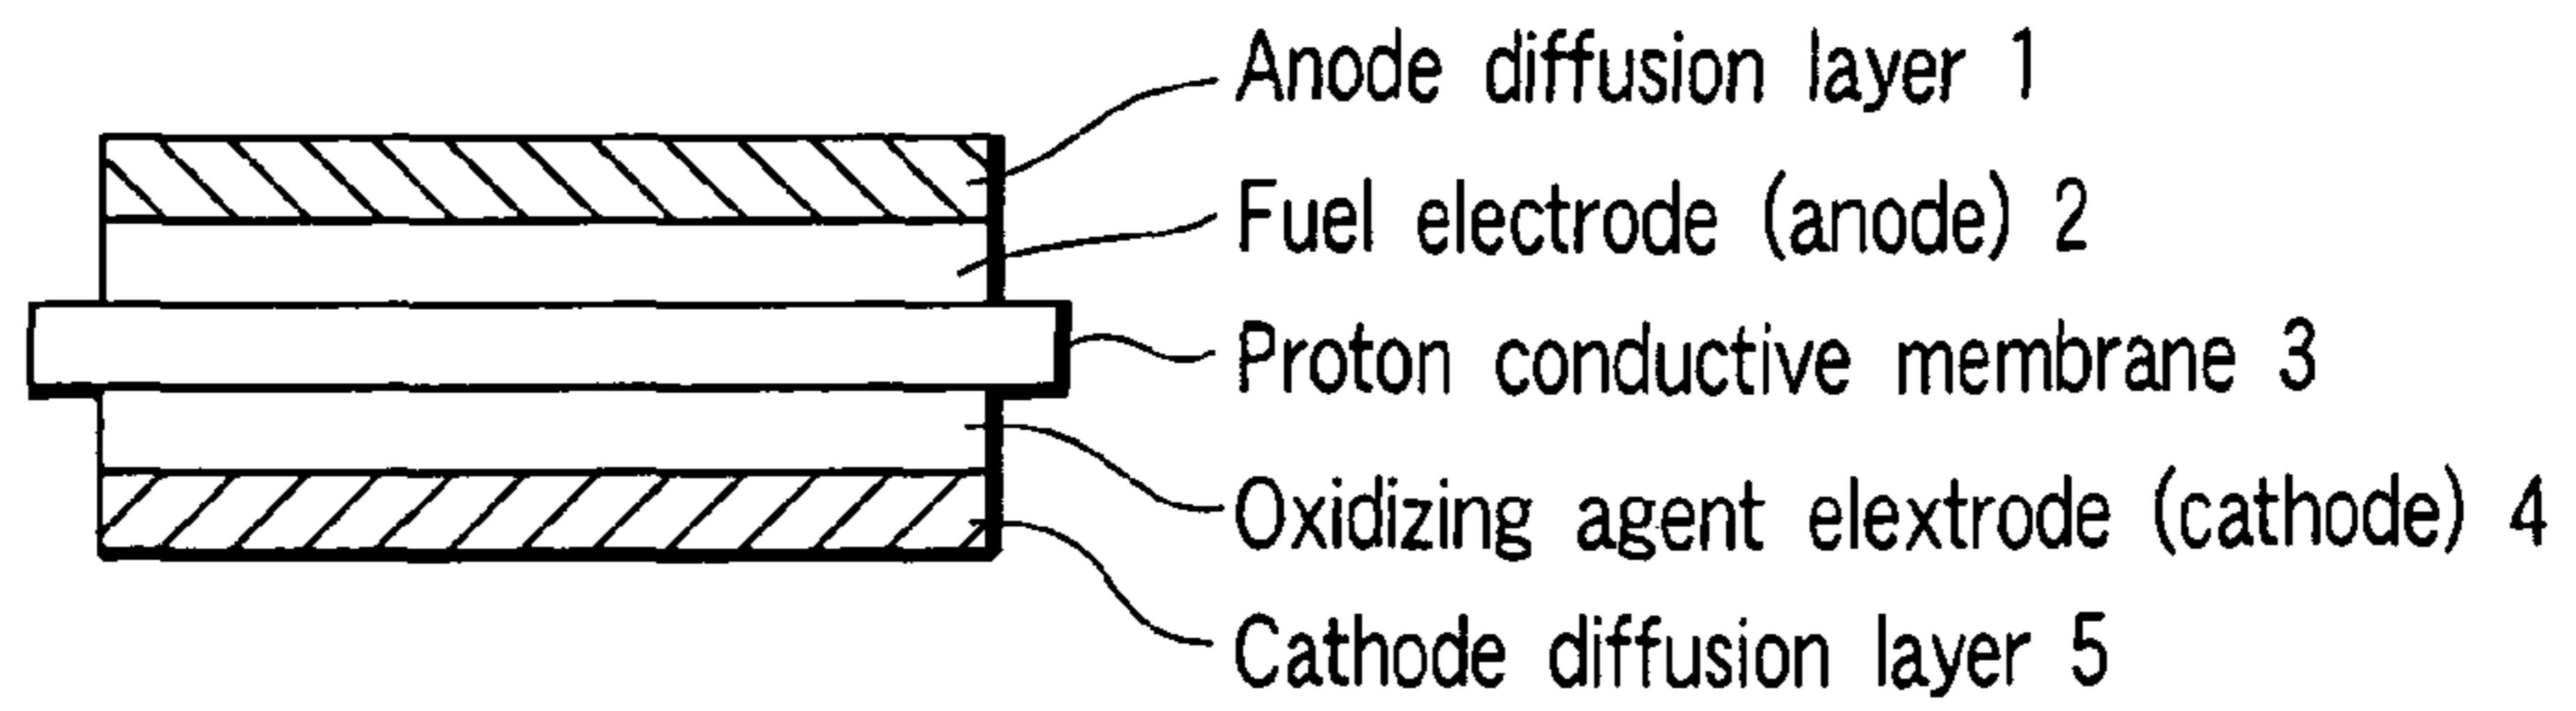 Anode diffusion layer 1
Fuel electrode (anode) 2
Proton conductive membrane 3
Oxidizing agent elextrode (cathode) 4
Cathode diffusion layer 5